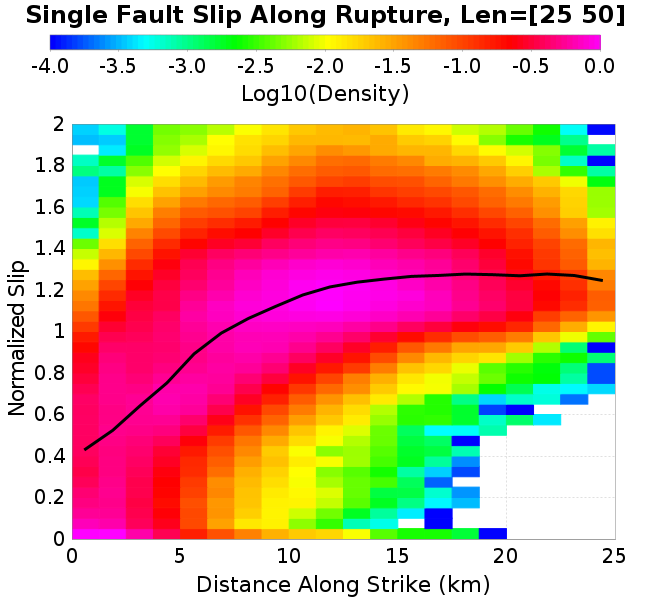 Single Fault Slip Along Rupture, Len=[25 50]
-4.0 -3.5 -3.0 -2.5 -2.0 -1.5 -1.0 -0.5 0.0
Log10(Density)
2
1.8
1.6
1.4
1.2
1
0.8
0.6
0.4
0.2
0
Normalized Slip
0 5 10 15 20 25
Distance Along Strike (km)